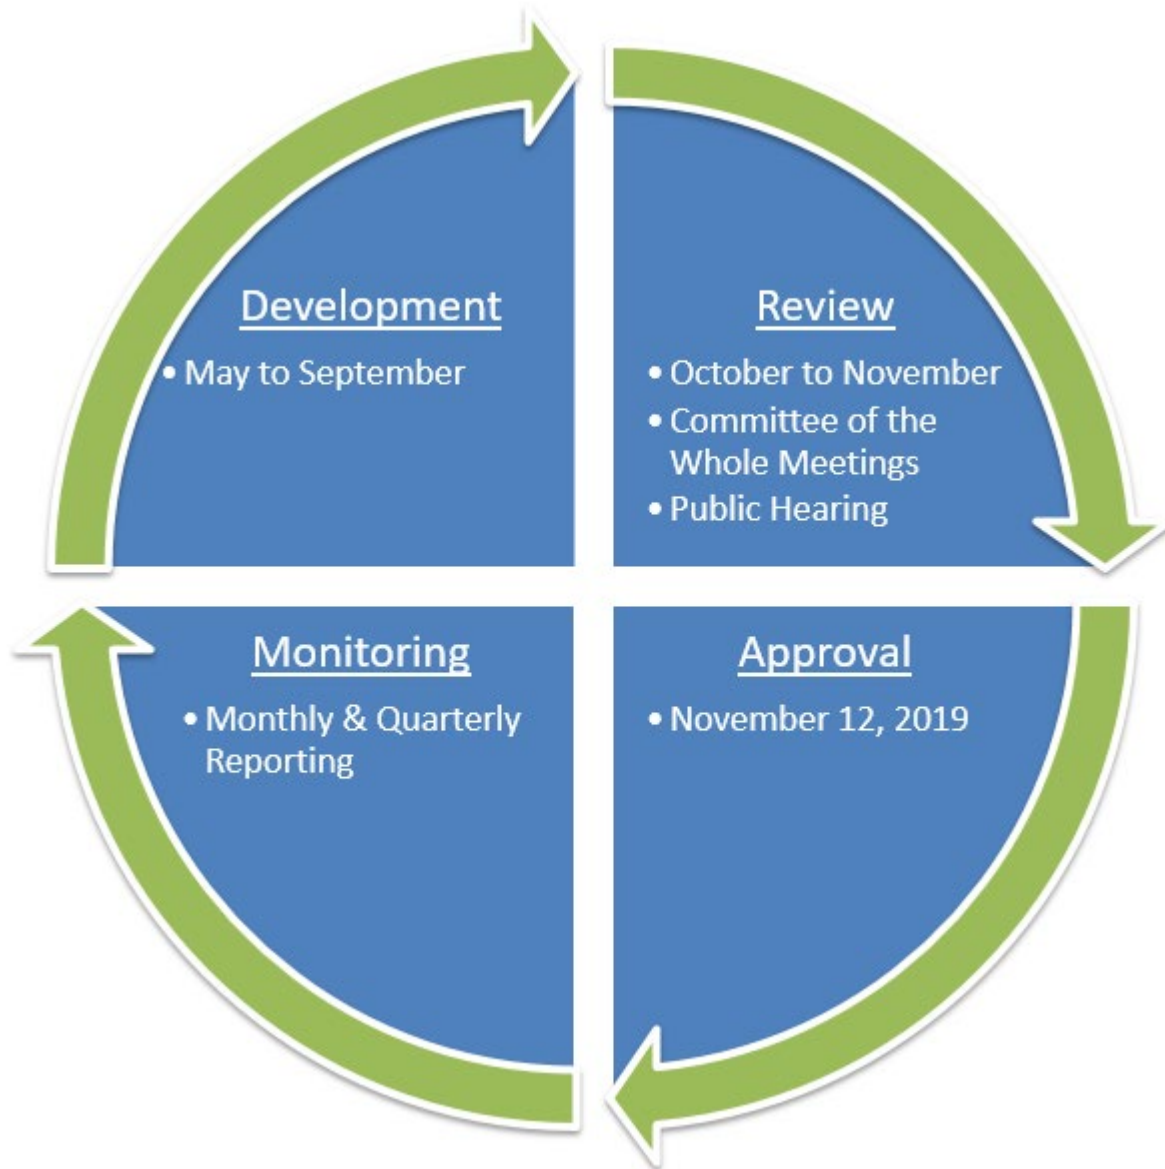 Development
• May to September
Review
• October to November
• Committee of the
Whole Meetings
• Public Hearing
Monitoring
• Monthly & Quarterly
Reporting
Approval
• November 12, 2019